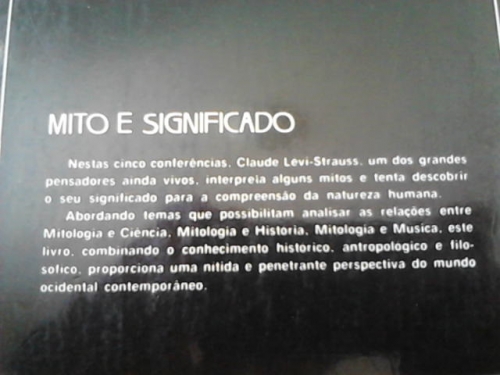 MITO E SIGNIFICADO
Nestas cinco conferências, Claude Lévi-Strauss, um dos grandes
pensadores ainda vivos, interpreta alguns mitos e tenta descobrir
o seu significado para a compreensão da natureza humana.
Abordando temas que possibilitam analisar as relações entre
Mitologia e Ciência, Mitologia e História, Mitologia e Musica, este
livro, combinando o conhecimento histórico, antropológico e filo-
sófico, proporciona uma nítida e penetrante perspectiva do mundo
ocidental contemporâneo.